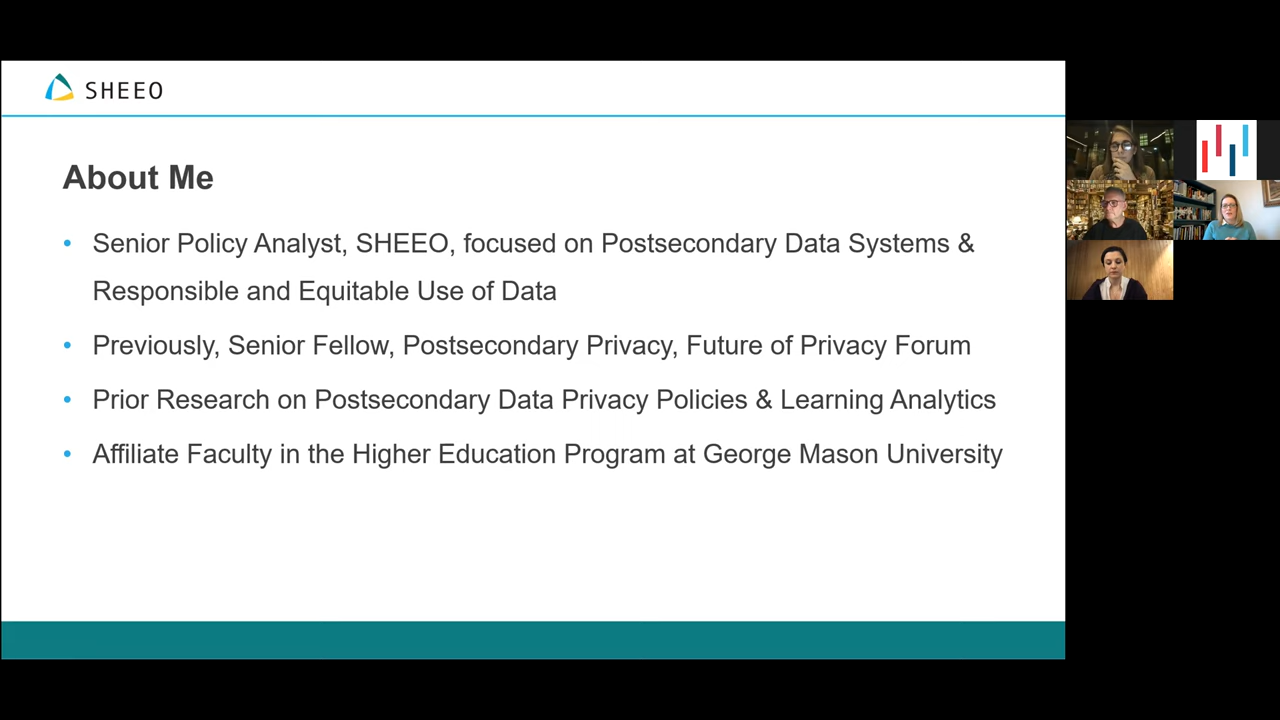 SHEEO
About Me
• Senior Policy Analyst, SHEEO, focused on Postsecondary Data Systems &
Responsible and Equitable Use of Data
• Previously, Senior Fellow, Postsecondary Privacy, Future of Privacy Forum
• Prior Research on Postsecondary Data Privacy Policies & Learning Analytics
• Affiliate Faculty in the Higher Education Program at George Mason University